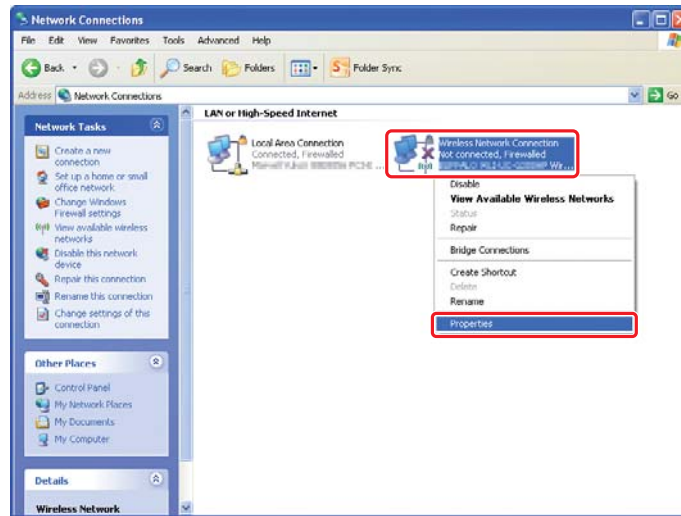 Network Connections
File Edit View Favorites Tools Advanced Help
Back Search Folders Folder Sync
Address Network Connections Go
Network Tasks
Create a new
connection
Set up a home or small
office network
Change Windows
Firewall settings
View available wireless
networks
Disable this network
device
Repair this connection
Rename this connection
Change settings of this
connection
Other Places
Control Panel
My Network Places
My Documents
My Computer
Details
Wireless Network
LAN or High-Speed Internet
Local Area Connection
Connected, Firewalled
Wireless Network Connection
Not connected, Firewalled
Wir...
Disable
View Available Wireless Networks
Status
Repair
Bridge Connections
Create Shortcut
Delete
Rename
Properties